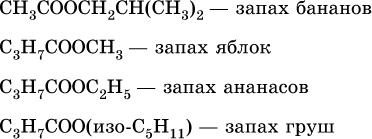 CH₃COOCH₂CH(CH₃)₂ — запах бананов
C₃H₇COOCH₃ — запах яблок
C₃H₇COOC₂H₅ — запах ананасов
C₃H₇COO(изо-C₅H₁₁) — запах груш